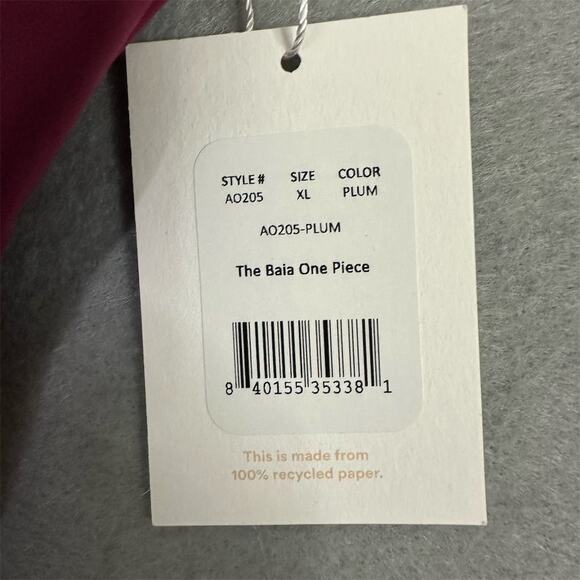 STYLE # SIZE COLOR
AO205 XL PLUM
AO205-PLUM
The Baia One Piece
8 40155 35338 1
This is made from
100% recycled paper.